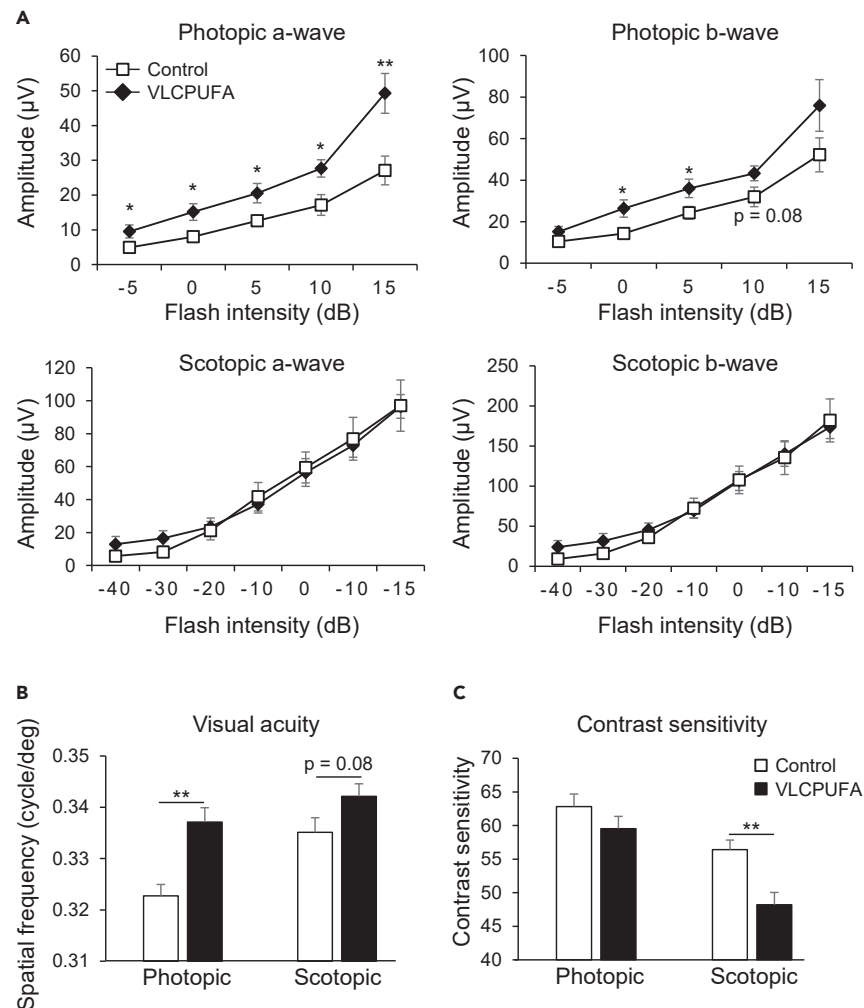 A
Photopic a-wave
Amplitude (µV)
60
50
40
30
20
10
0
Control
VLCPUFA
*
*
*
*
**
-5 0 5 10 15
Flash intensity (dB)
Photopic b-wave
Amplitude (µV)
100
80
60
40
20
0
*
*
p = 0.08
-5 0 5 10 15
Flash intensity (dB)
Scotopic a-wave
Amplitude (µV)
120
100
80
60
40
20
0
-40 -30 -20 -10 0 -10 -15
Flash intensity (dB)
Scotopic b-wave
Amplitude (µV)
250
200
150
100
50
0
-40 -30 -20 -10 0 -10 -15
Flash intensity (dB)
B
Visual acuity
Spatial frequency (cycle/deg)
0.35
0.34
0.33
0.32
0.31
**
p = 0.08
Photopic Scotopic
C
Contrast sensitivity
Contrast sensitivity
70
65
60
55
50
45
40
Control
VLCPUFA
**
Photopic Scotopic